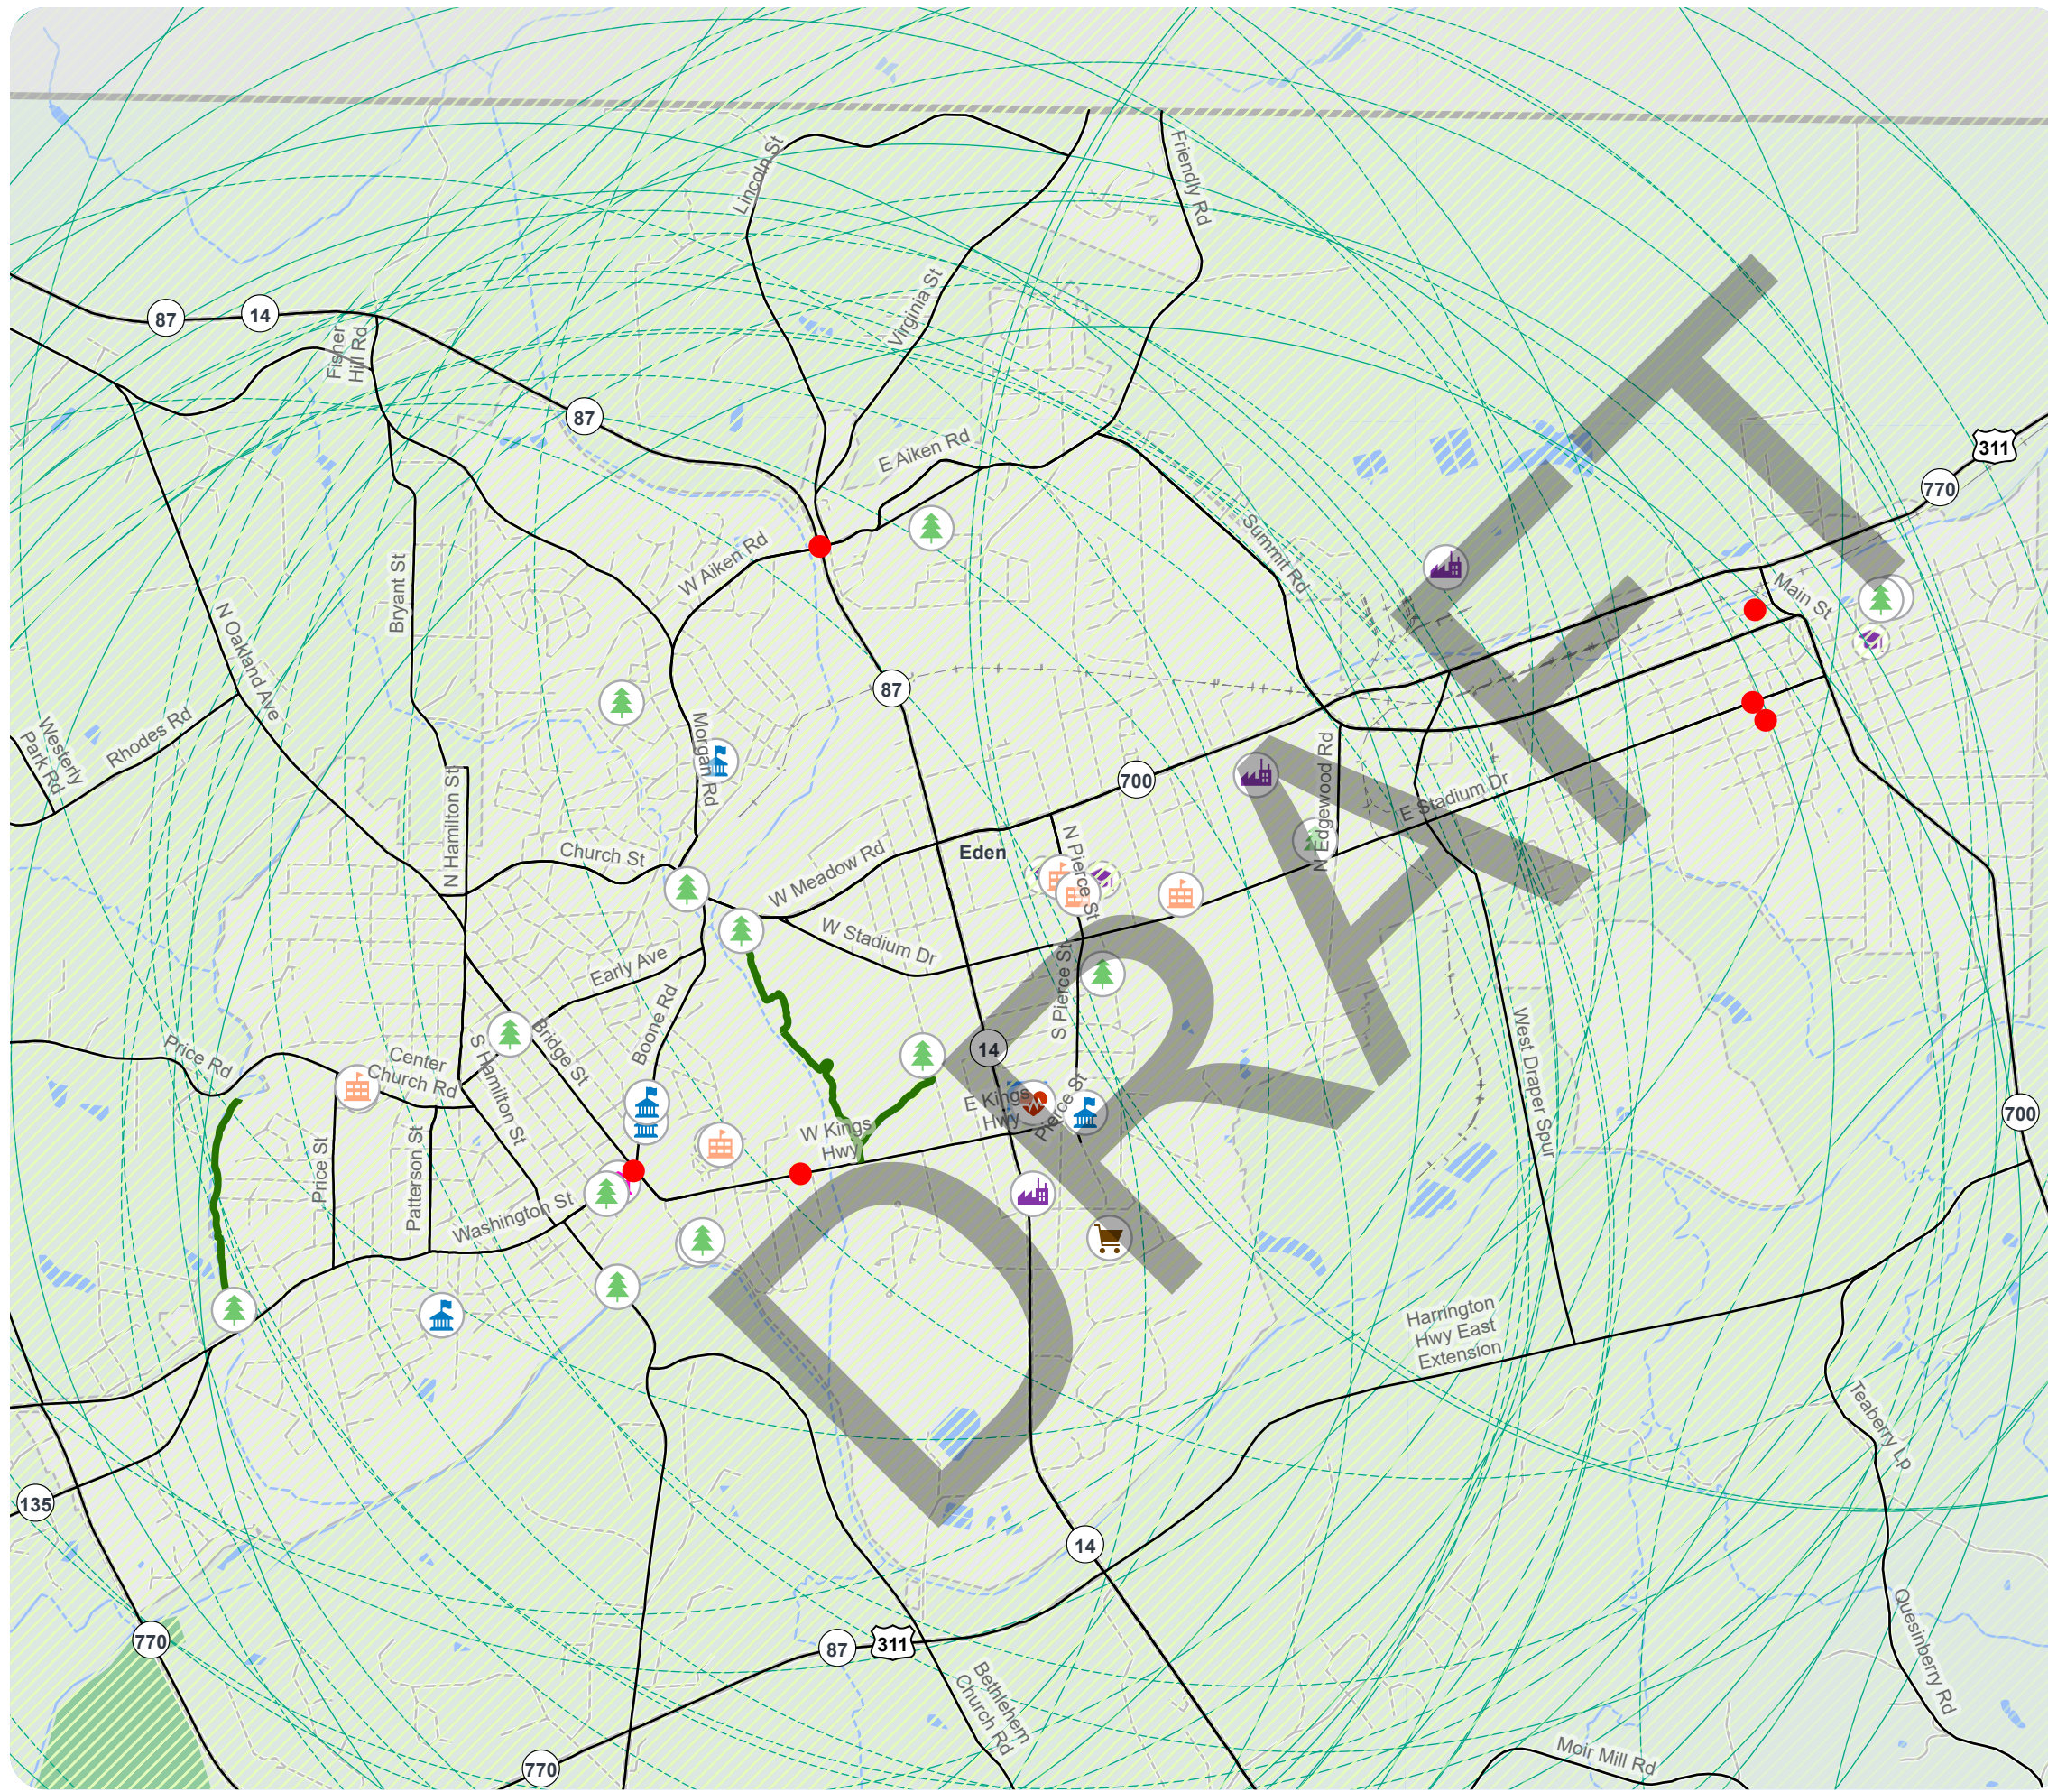 Lincoln St
Friendly Rd
Virginia St
87
14
Fisher
Hill Rd
87
E Aiken Rd
311
770
Summit Rd
W Aiken Rd
Bryant St
Main St
N Oakland Ave
87
Westerly
Park Rd
Rhodes Rd
Morgan Rd
N Edgewood Rd
700
E Stadium Dr
N Hamilton St
Church St
Eden
N Pierce St
W Meadow Rd
W Stadium Dr
Early Ave
S Pierce St
Boone Rd
Bridge St
14
West Draper Spur
Price Rd
Center
Church Rd
S Hamilton St
E Kings
Hwy
Pierce St
700
W Kings
Hwy
Price St
Patterson St
Washington St
DRAFT
Harrington
Hwy East
Extension
Teaberry Lp
135
14
770
87
311
Quesinberry Rd
Bethlehem
Church Rd
770
Moir Mill Rd